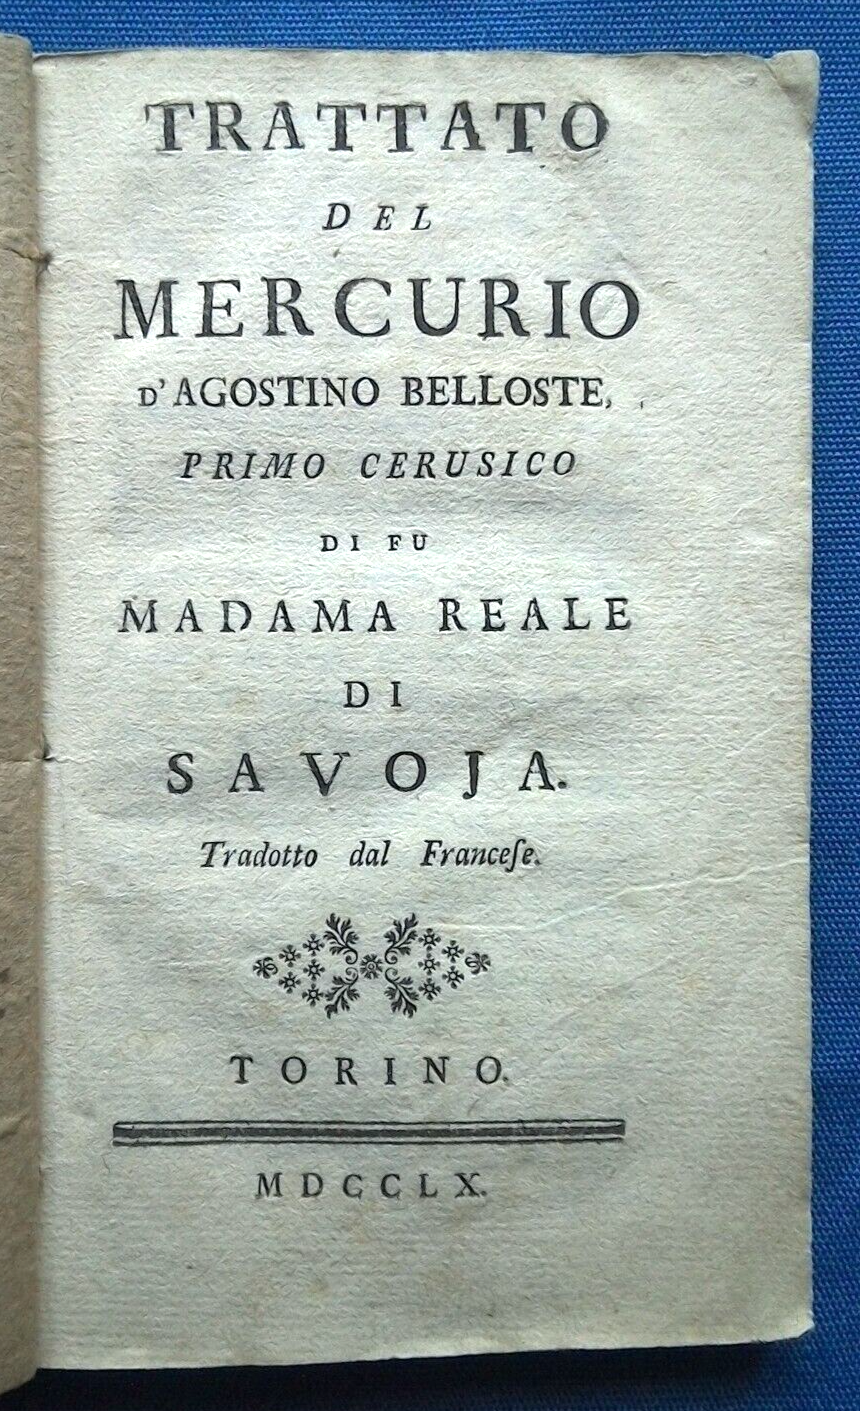 TRATTATO
DEL
MERCURIO
D'AGOSTINO BELLOSTE,
PRIMO CERUSICO
DI FU
MADAMA REALE
DI
SAVOJA.
Tradotto dal Franceſe.
TORINO.
MDCCLX.